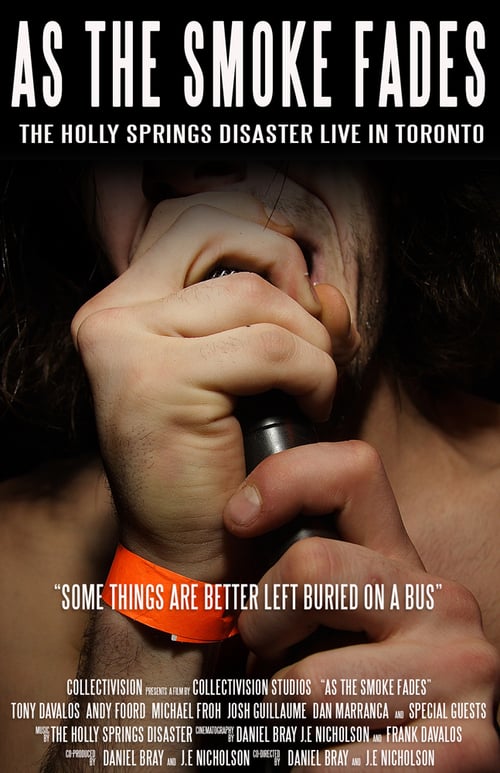 AS THE SMOKE FADES
THE HOLLY SPRINGS DISASTER LIVE IN TORONTO
"SOME THINGS ARE BETTER LEFT BURIED ON A BUS"
COLLECTIVISION PRESENTS A FILM BY COLLECTIVISION STUDIOS "AS THE SMOKE FADES"
TONY DAVALOS ANDY FOORD MICHAEL FROH JOSH GUILLAUME DAN MARRANCA AND SPECIAL GUESTS
MUSIC BY THE HOLLY SPRINGS DISASTER CINEMATOGRAPHY BY DANIEL BRAY J.E NICHOLSON AND FRANK DAVALOS
CO-PRODUCED BY DANIEL BRAY AND J.E NICHOLSON CO-DIRECTED BY DANIEL BRAY AND J.E NICHOLSON